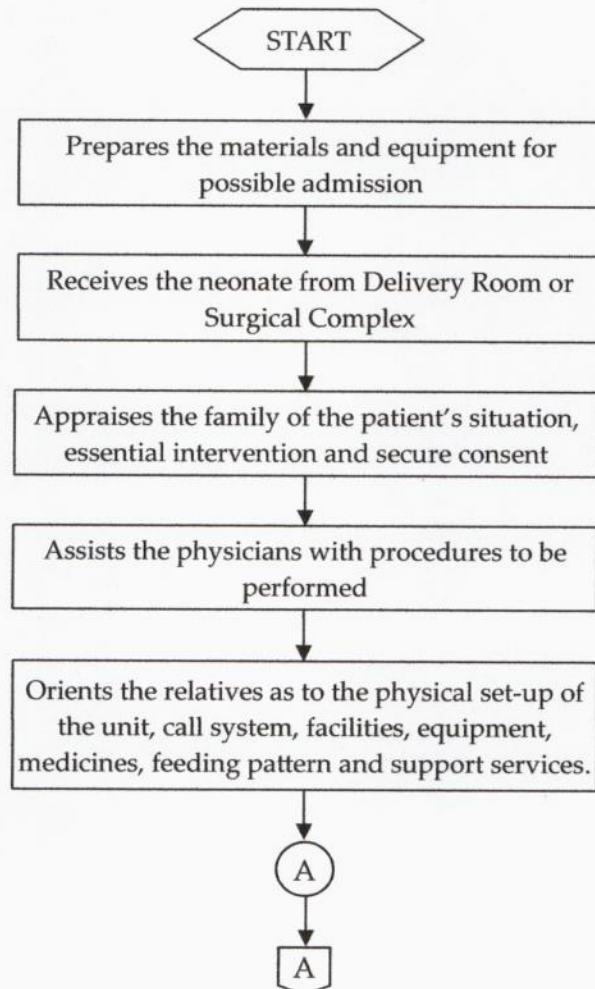 START
Prepares the materials and equipment for
possible admission
Receives the neonate from Delivery Room or
Surgical Complex
Appraises the family of the patient's situation,
essential intervention and secure consent
Assists the physicians with procedures to be
performed
Orients the relatives as to the physical set-up of
the unit, call system, facilities, equipment,
medicines, feeding pattern and support services.
A
A